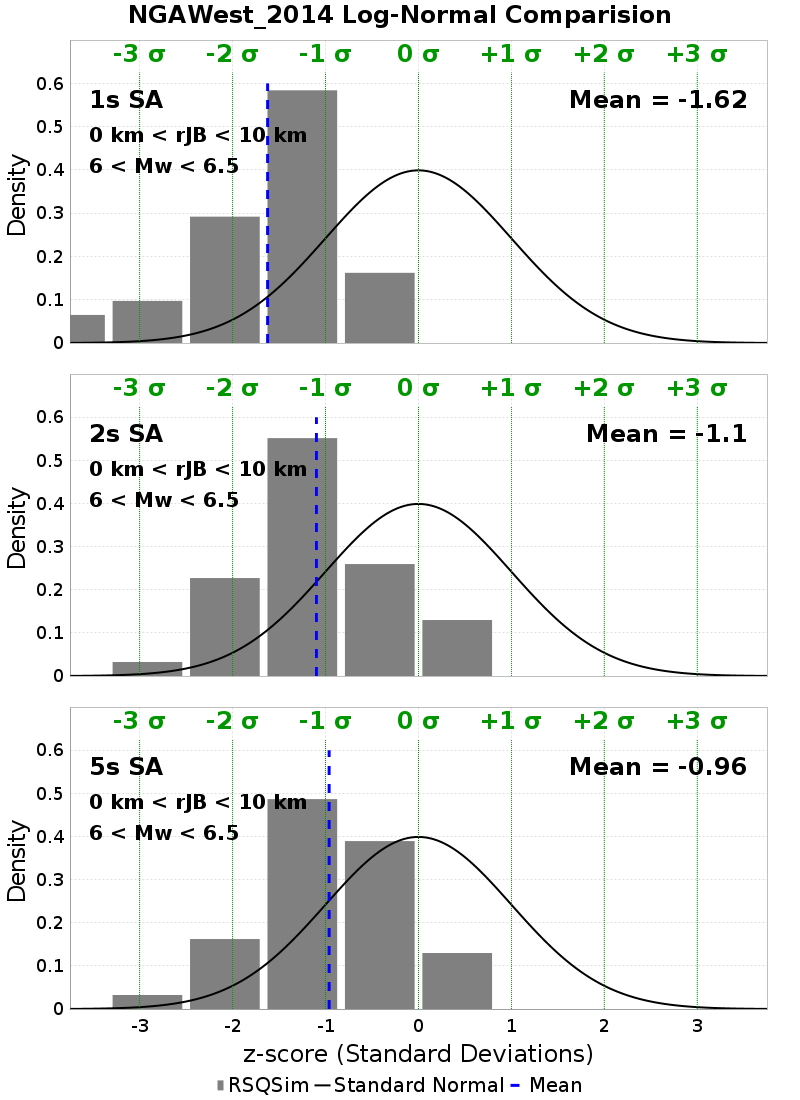 NGAWest_2014 Log-Normal Comparision
-3 σ -2 σ -1 σ 0 σ +1 σ +2 σ +3 σ
0.6
1s SA Mean = -1.62
0.5
0 km < rJB < 10 km
6 < Mw < 6.5
0.4
0.3
0.2
0.1
0
Density
-3 σ -2 σ -1 σ 0 σ +1 σ +2 σ +3 σ
0.6
2s SA Mean = -1.1
0.5
0 km < rJB < 10 km
6 < Mw < 6.5
0.4
0.3
0.2
0.1
0
Density
-3 σ -2 σ -1 σ 0 σ +1 σ +2 σ +3 σ
0.6
5s SA Mean = -0.96
0.5
0 km < rJB < 10 km
6 < Mw < 6.5
0.4
0.3
0.2
0.1
0
Density
-3 -2 -1 0 1 2 3
z-score (Standard Deviations)
RSQSim Standard Normal Mean